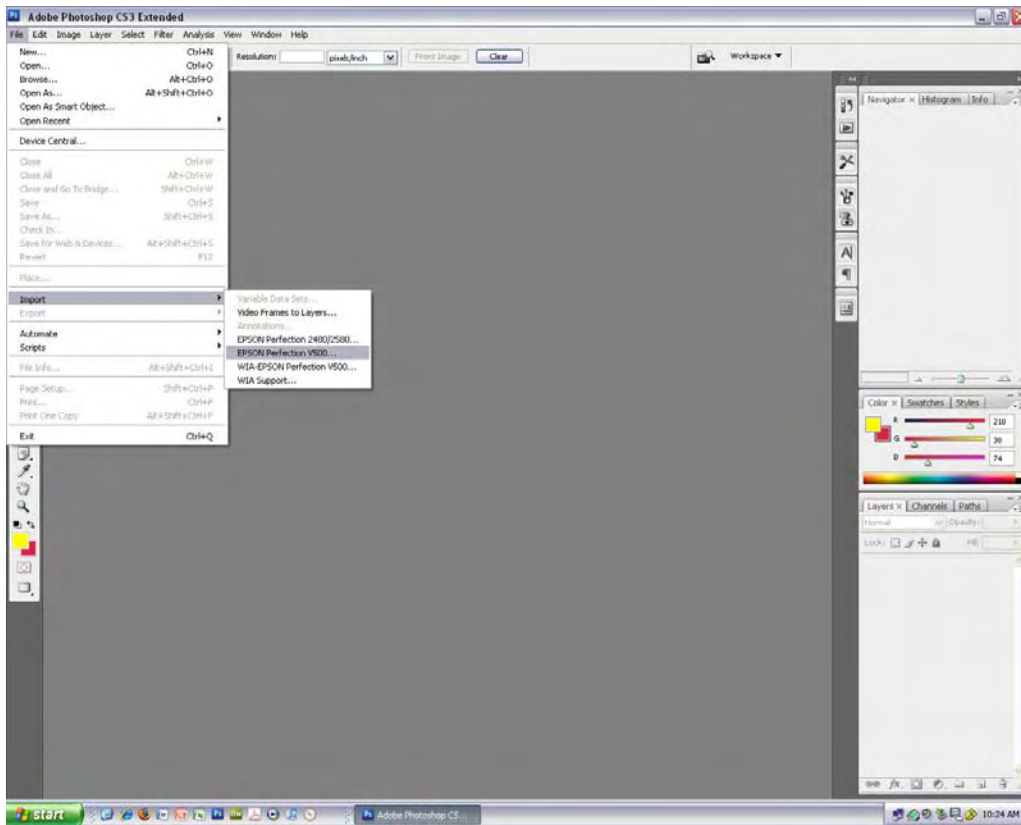 Adobe Photoshop CS3 Extended
File Edit Image Layer Select Filter Analysis View Window Help
Resolution: pixels/inch Front Image Clear Workspace
New... Ctrl+N
Open... Ctrl+O
Browse... Alt+Ctrl+O
Open As... Alt+Shift+Ctrl+O
Open As Smart Object...
Open Recent
Device Central...
Close Ctrl+W
Close All Alt+Ctrl+W
Close and Go To Bridge... Shift+Ctrl+W
Save Ctrl+S
Save As... Shift+Ctrl+S
Check In...
Save for Web & Devices... Alt+Shift+Ctrl+S
Revert F12
Place...
Import
Export
Automate
Scripts
File Info... Alt+Shift+Ctrl+I
Page Setup... Shift+Ctrl+P
Print... Ctrl+P
Print One Copy Alt+Shift+Ctrl+P
Exit Ctrl+Q
Variable Data Sets...
Video Frames to Layers...
Annotations...
EPSON Perfection 2480/2580...
EPSON Perfection V500...
WIA-EPSON Perfection V500...
WIA Support...
Navigator x Histogram Info
Color x Swatches Styles
R 210
G 30
74
Layers x Channels Paths
Normal Opacity:
Lock: Fill:
start Adobe Photoshop CS... 10:24 AM